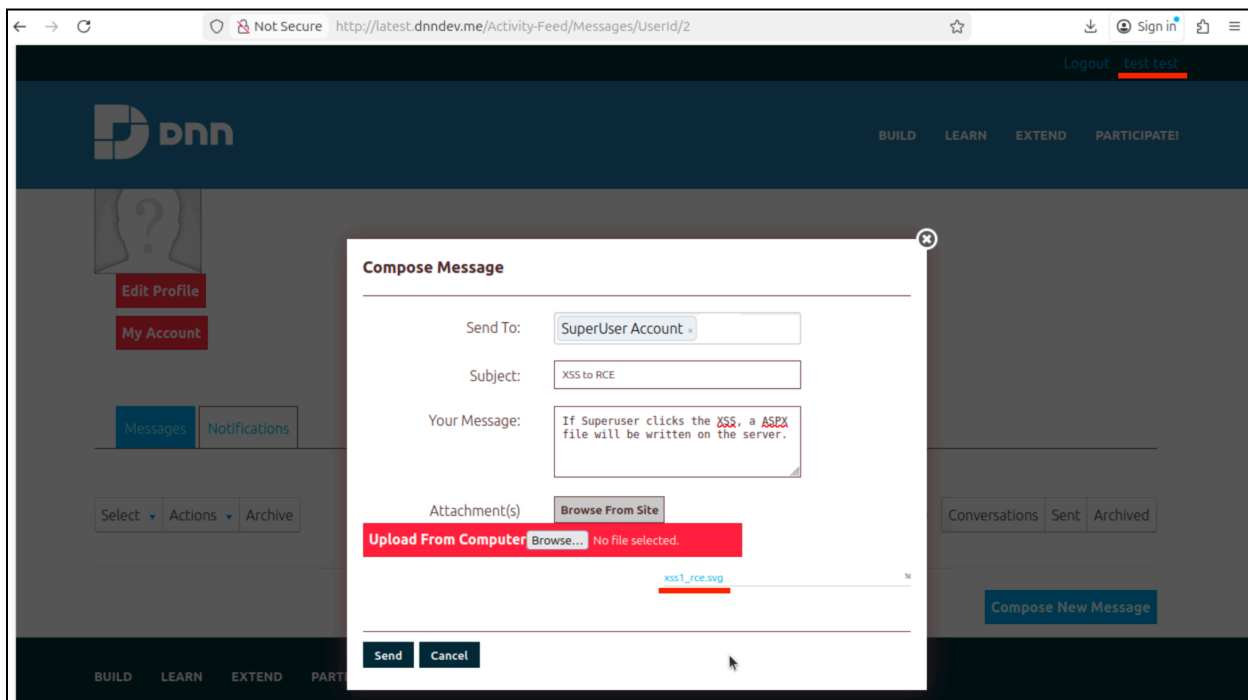 Not Secure http://latest.dnndev.me/Activity-Feed/Messages/UserId/2 Sign in
Logout test test
DNN
BUILD LEARN EXTEND PARTICIPATE!
Edit Profile
My Account
Messages Notifications
Select Actions Archive
Conversations Sent Archived
Compose New Message
Compose Message
Send To: SuperUser Account
Subject: XSS to RCE
Your Message: If Superuser clicks the XSS, a ASPX
file will be written on the server.
Attachment(s) Browse From Site
Upload From Computer Browse... No file selected.
xss1_rce.svg
Send Cancel
BUILD LEARN EXTEND PARTI